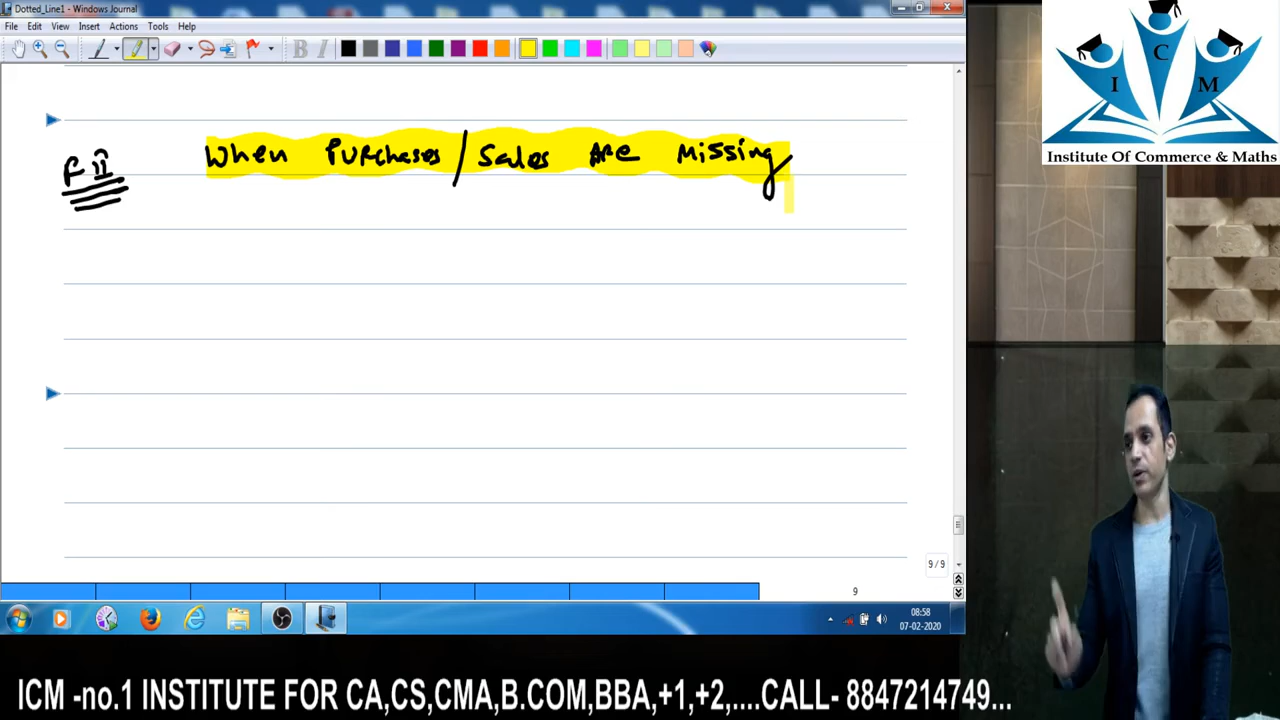 Dotted_Line1 - Windows Journal
File Edit View Insert Actions Tools Help
B I
F II
When Purchases / Sales Are Missing
9 / 9
9
08:58
07-02-2020
I C M
Institute Of Commerce & Maths
ICM -no.1 INSTITUTE FOR CA,CS,CMA,B.COM,BBA,+1,+2,....CALL- 8847214749...